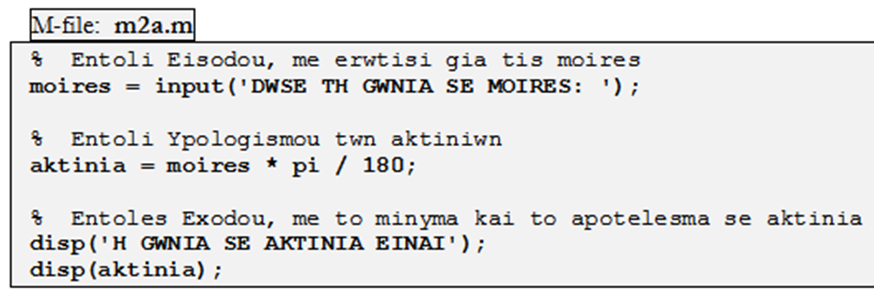 M-file: m2a.m
% Entoli Eisodou, me erwtisi gia tis moires
moires = input('DWSE TH GWNIA SE MOIRES: ');
% Entoli Ypologismou twn aktiniwn
aktinia = moires * pi / 180;
% Entoles Exodou, me to minyma kai to apotelesma se aktinia
disp('H GWNIA SE AKTINIA EINAI');
disp(aktinia);